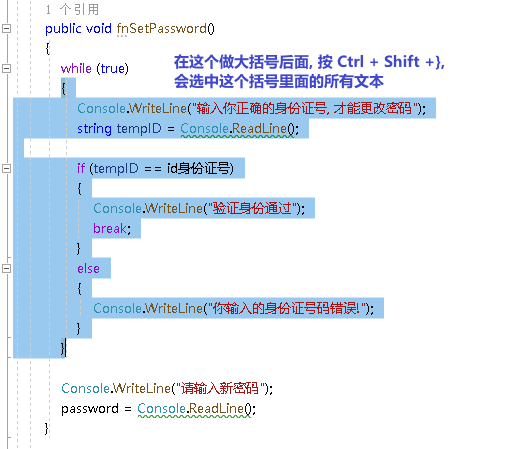 1 个引用
public void fnSetPassword()
{
在这个做大括号后面, 按 Ctrl + Shift +},
会选中这个括号里面的所有文本
while (true)
{
Console.WriteLine("输入你正确的身份证号, 才能更改密码");
string tempID = Console.ReadLine();
if (tempID == id身份证号)
{
Console.WriteLine("验证身份通过");
break;
}
else
{
Console.WriteLine("你输入的身份证号码错误!");
}
}
Console.WriteLine("请输入新密码");
password = Console.ReadLine();
}